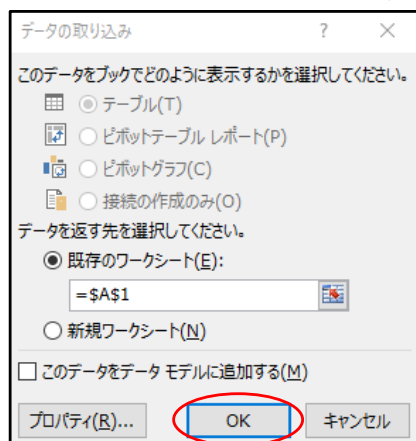 データの取り込み ?
このデータをブックでどのように表示するかを選択してください。
テーブル(T)
ピボットテーブル レポート(P)
ピボットグラフ(C)
接続の作成のみ(O)
データを返す先を選択してください。
既存のワークシート(E):
=$A$1
新規ワークシート(N)
このデータをデータ モデルに追加する(M)
プロパティ(R)... OK キャンセル